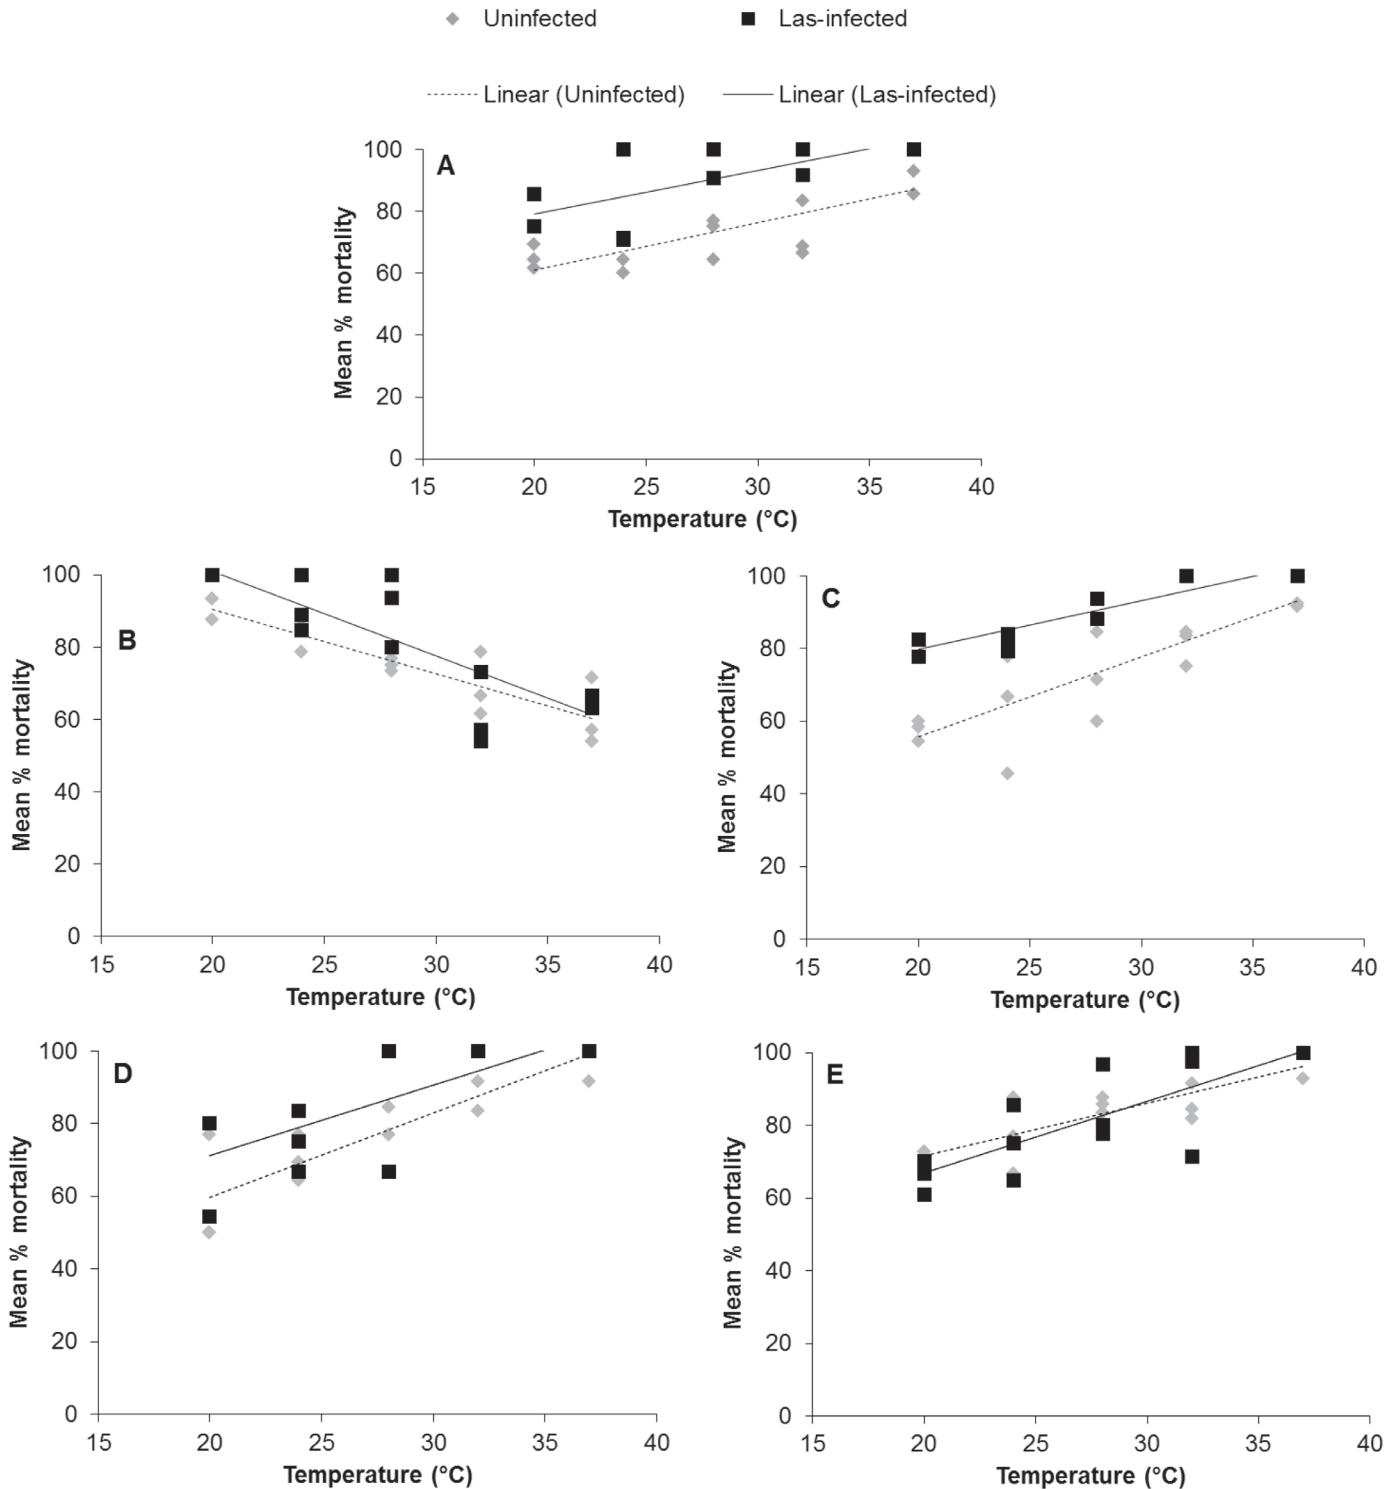 Uninfected Las-infected
Linear (Uninfected) Linear (Las-infected)
A
100
80
60
40
20
0
Mean % mortality
15 20 25 30 35 40
Temperature (°C)
B
100
80
60
40
20
0
Mean % mortality
15 20 25 30 35 40
Temperature (°C)
C
100
80
60
40
20
0
Mean % mortality
15 20 25 30 35 40
Temperature (°C)
D
100
80
60
40
20
0
Mean % mortality
15 20 25 30 35 40
Temperature (°C)
E
100
80
60
40
20
0
Mean % mortality
15 20 25 30 35 40
Temperature (°C)